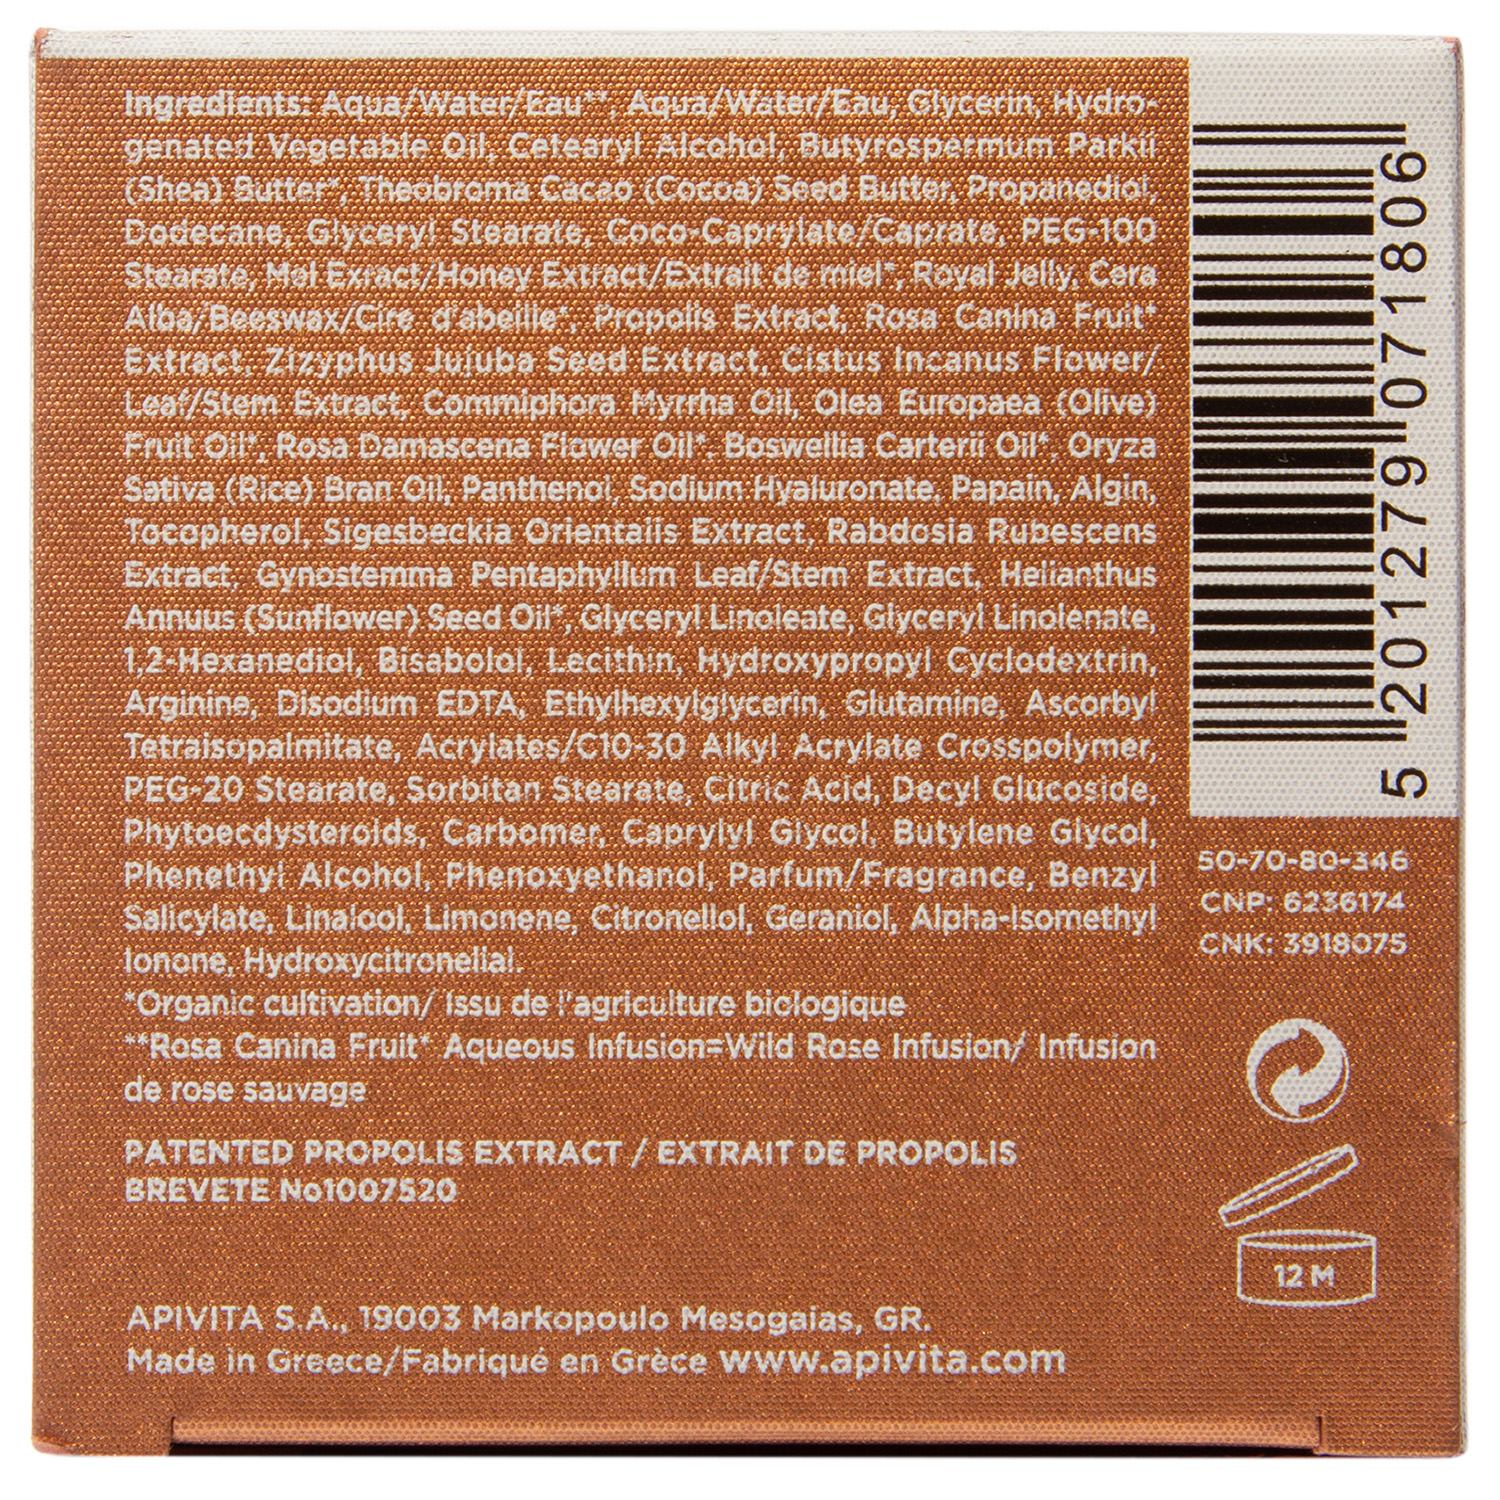 Ingredients: Aqua/Water/Eau**, Aqua/Water/Eau, Glycerin, Hydro-
genated Vegetable Oil, Cetearyl Alcohol, Butyrospermum Parkii
(Shea) Butter*, Theobroma Cacao (Cocoa) Seed Butter, Propanediol,
Dodecane, Glyceryl Stearate, Coco-Caprylate/Caprate, PEG-100
Stearate, Mel Exract/Honey Extract/Extrait de miel*, Royal Jelly, Cera
Alba/Beeswax/Cire d'abeille*, Propolis Extract, Rosa Canina Fruit*
Extract, Zizyphus Jujuba Seed Extract, Cistus Incanus Flower/
Leaf/Stem Extract, Commiphora Myrrha Oil, Olea Europaea (Olive)
Fruit Oil*, Rosa Damascena Flower Oil*, Boswellia Carterii Oil*, Oryza
Sativa (Rice) Bran Oil, Panthenol, Sodium Hyaluronate, Papain, Algin,
Tocopherol, Sigesbeckia Orientalis Extract, Rabdosia Rubescens
Extract, Gynostemma Pentaphyllum Leaf/Stem Extract, Helianthus
Annuus (Sunflower) Seed Oil*, Glyceryl Linoleate, Glyceryl Linolenate,
1,2-Hexanediol, Bisabolol, Lecithin, Hydroxypropyl Cyclodextrin,
Arginine, Disodium EDTA, Ethylhexylglycerin, Glutamine, Ascorbyl
Tetraisopalmitate, Acrylates/C10-30 Alkyl Acrylate Crosspolymer,
PEG-20 Stearate, Sorbitan Stearate, Citric Acid, Decyl Glucoside,
Phytoecdysteroids, Carbomer, Caprylyl Glycol, Butylene Glycol,
Phenethyl Alcohol, Phenoxyethanol, Parfum/Fragrance, Benzyl
Salicylate, Linalool, Limonene, Citronellol, Geraniol, Alpha-Isomethyl
Ionone, Hydroxycitronellal.
*Organic cultivation/ Issu de l'agriculture biologique
**Rosa Canina Fruit* Aqueous Infusion=Wild Rose Infusion/ Infusion
de rose sauvage
PATENTED PROPOLIS EXTRACT / EXTRAIT DE PROPOLIS
BREVETE No1007520
APIVITA S.A., 19003 Markopoulo Mesogaias, GR.
Made in Greece/Fabriqué en Grèce www.apivita.com
5 201279 071806
50-70-80-346
CNP: 6236174
CNK: 3918075
12 M